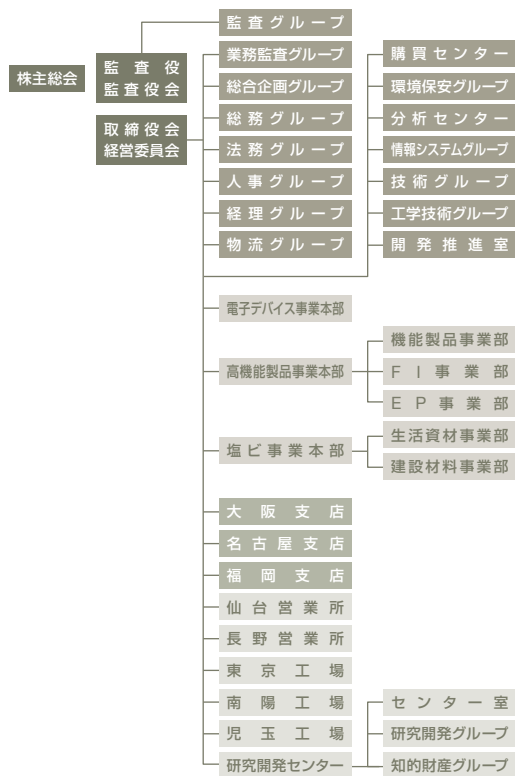 株主総会
監査役
監査役会
取締役会
経営委員会
監査グループ
業務監査グループ
総合企画グループ
総務グループ
法務グループ
人事グループ
経理グループ
物流グループ
購買センター
環境保安グループ
分析センター
情報システムグループ
技術グループ
工学技術グループ
開発推進室
電子デバイス事業本部
高機能製品事業本部
機能製品事業部
FI事業部
EP事業部
塩ビ事業本部
生活資材事業部
建設材料事業部
大阪支店
名古屋支店
福岡支店
仙台営業所
長野営業所
東京工場
南陽工場
児玉工場
研究開発センター
センター室
研究開発グループ
知的財産グループ